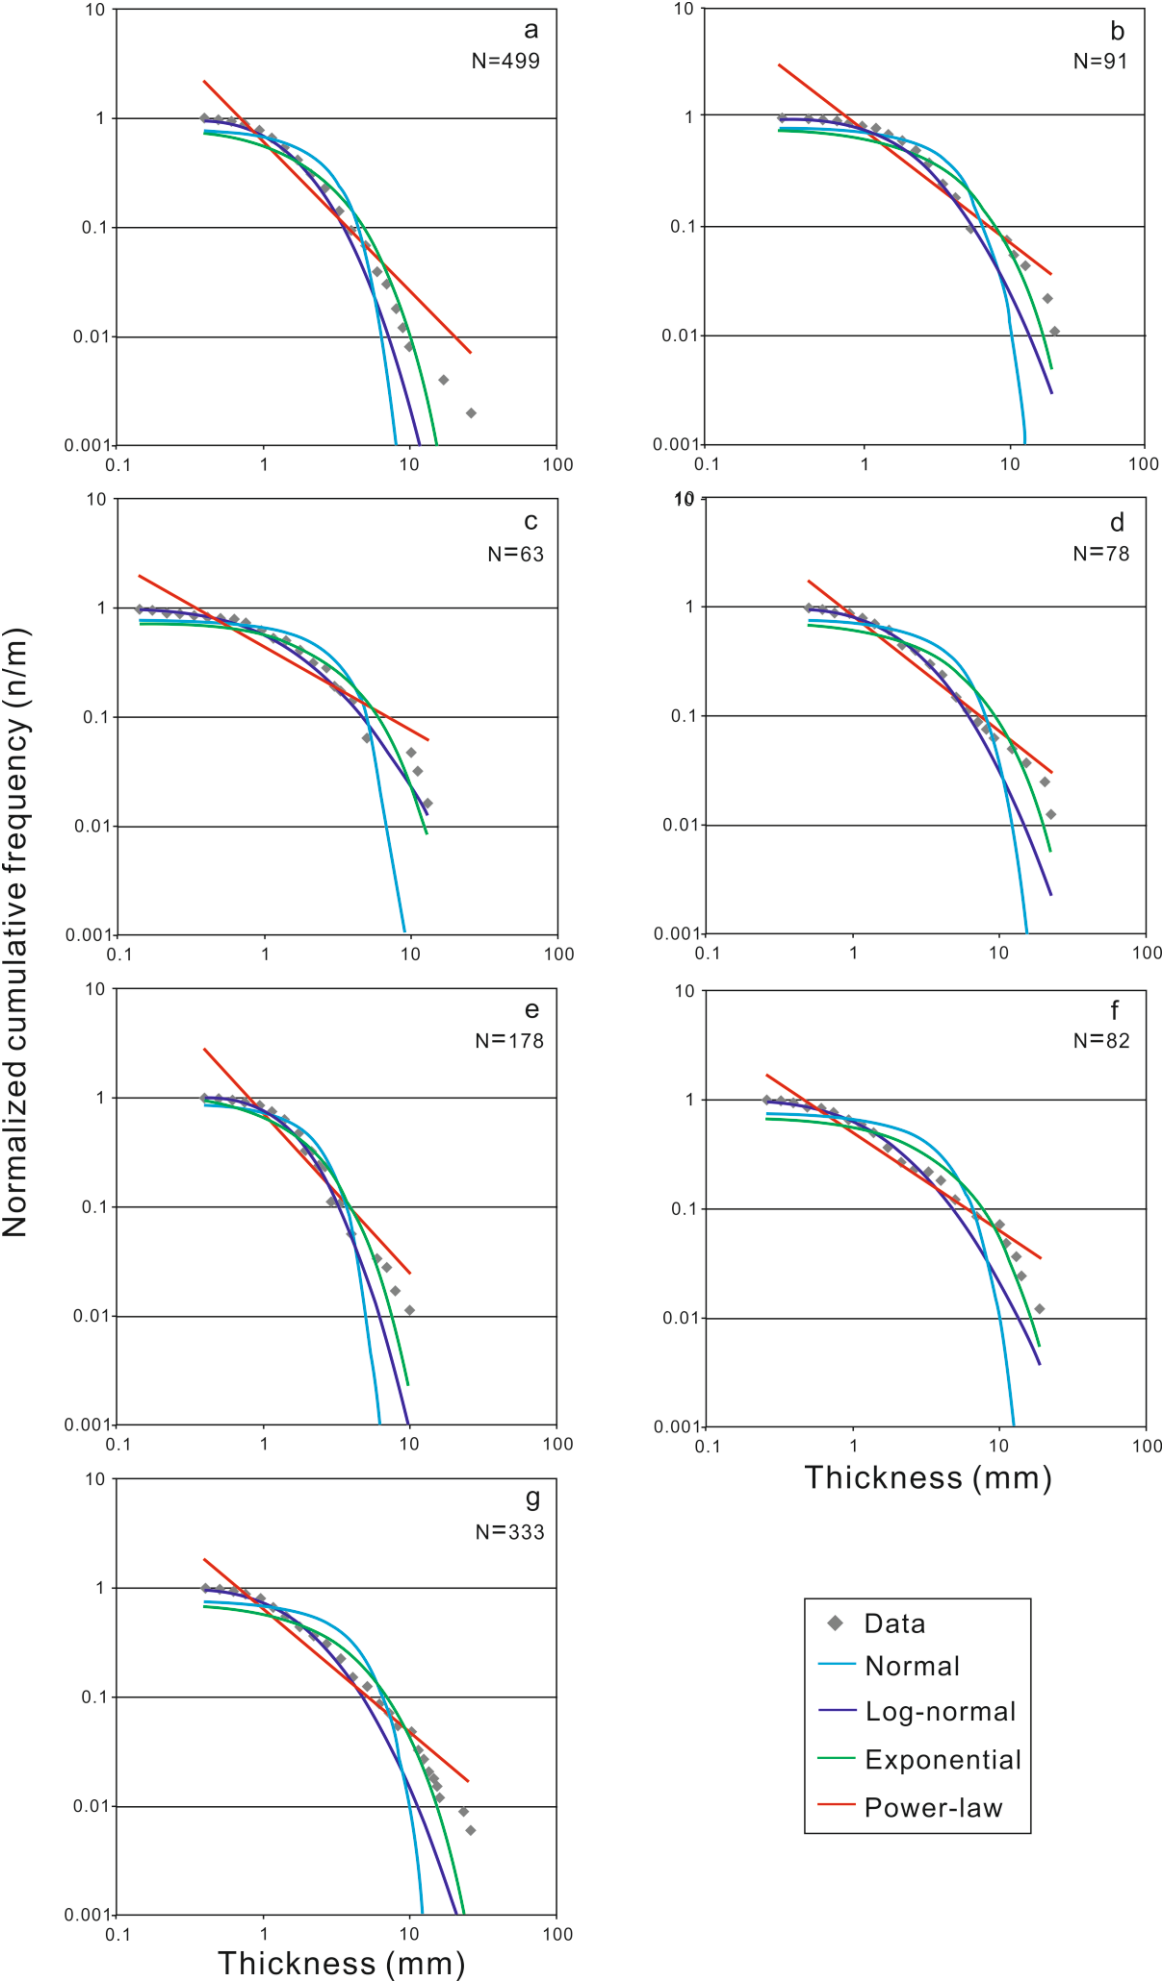 Normalized cumulative frequency (n/m)
a
N=499
10
1
0.1
0.01
0.001
0.1 1 10 100
b
N=91
10
1
0.1
0.01
0.001
0.1 1 10 100
c
N=63
10
1
0.1
0.01
0.001
0.1 1 10 100
d
N=78
10
1
0.1
0.01
0.001
0.1 1 10 100
e
N=178
10
1
0.1
0.01
0.001
0.1 1 10 100
f
N=82
10
1
0.1
0.01
0.001
0.1 1 10 100
Thickness (mm)
g
N=333
10
1
0.1
0.01
0.001
0.1 1 10 100
Thickness (mm)
Data
Normal
Log-normal
Exponential
Power-law